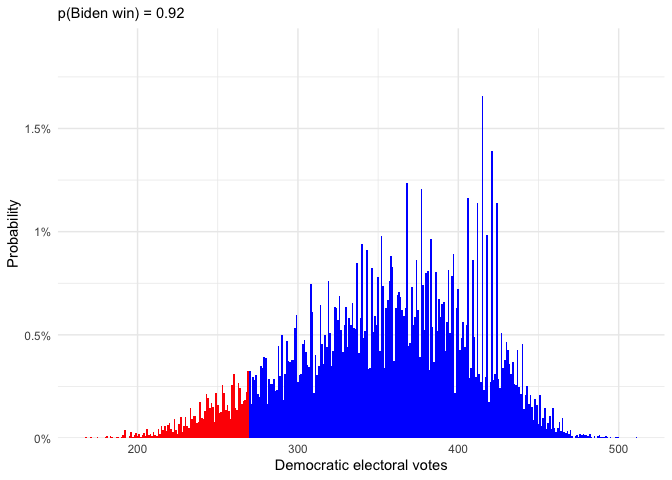 p(Biden win) = 0.92
Probability
1.5%
1%
0.5%
0%
200 300 400 500
Democratic electoral votes